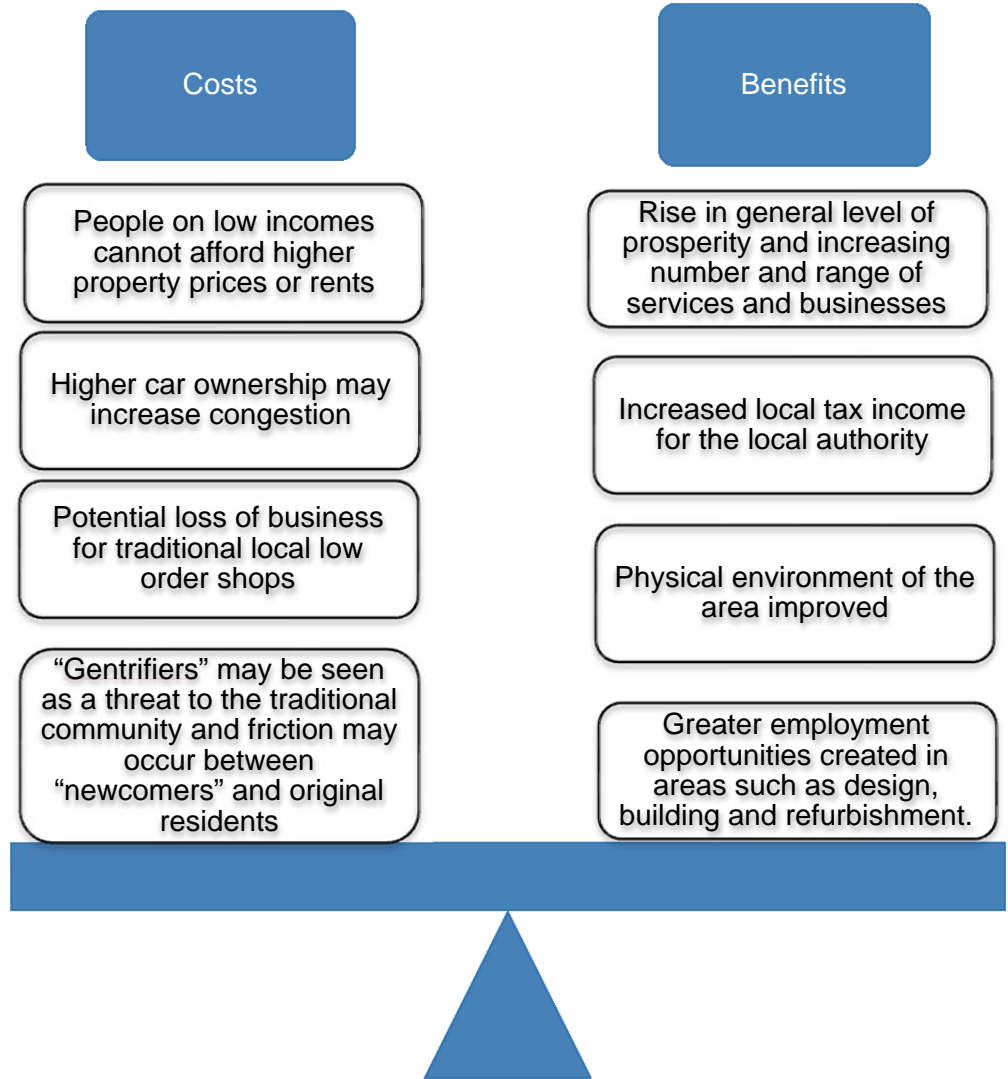 Costs
People on low incomes
cannot afford higher
property prices or rents
Higher car ownership may
increase congestion
Potential loss of business
for traditional local low
order shops
“Gentrifiers” may be seen
as a threat to the traditional
community and friction may
occur between
“newcomers” and original
residents
Benefits
Rise in general level of
prosperity and increasing
number and range of
services and businesses
Increased local tax income
for the local authority
Physical environment of the
area improved
Greater employment
opportunities created in
areas such as design,
building and refurbishment.